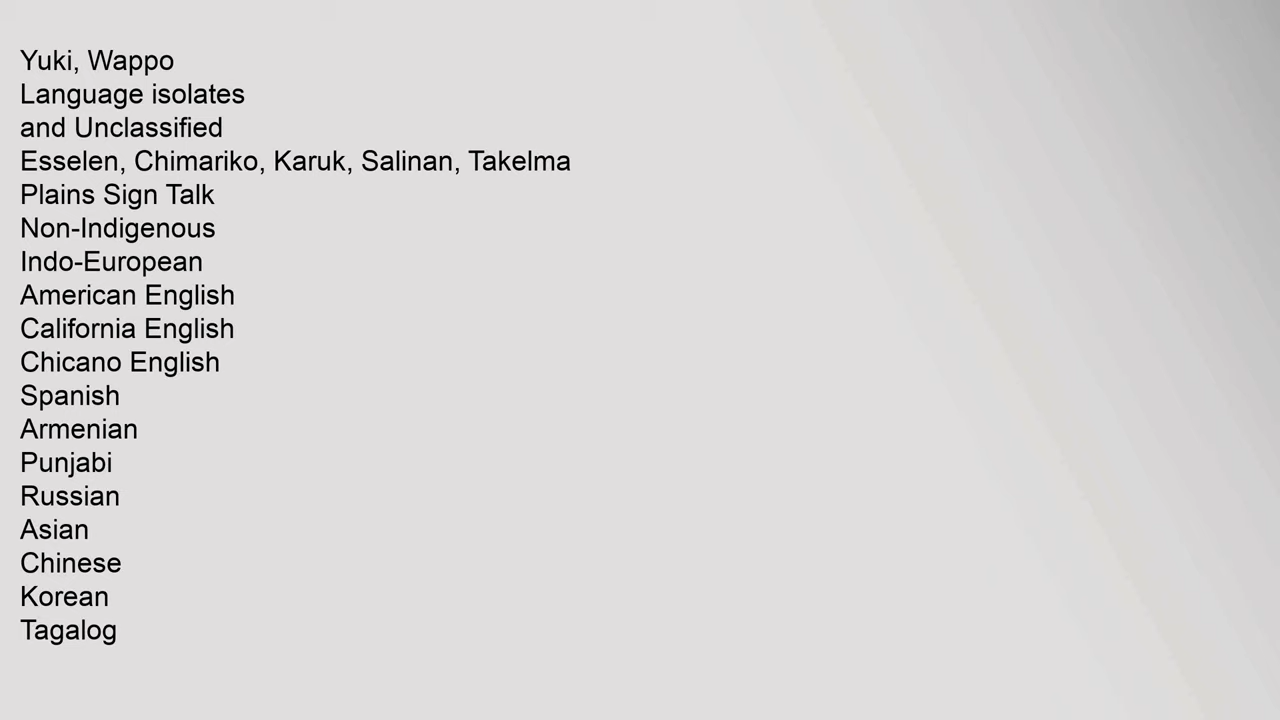 Yuki, Wappo
Language isolates
and Unclassified
Esselen, Chimariko, Karuk, Salinan, Takelma
Plains Sign Talk
Non-Indigenous
Indo-European
American English
California English
Chicano English
Spanish
Armenian
Punjabi
Russian
Asian
Chinese
Korean
Tagalog